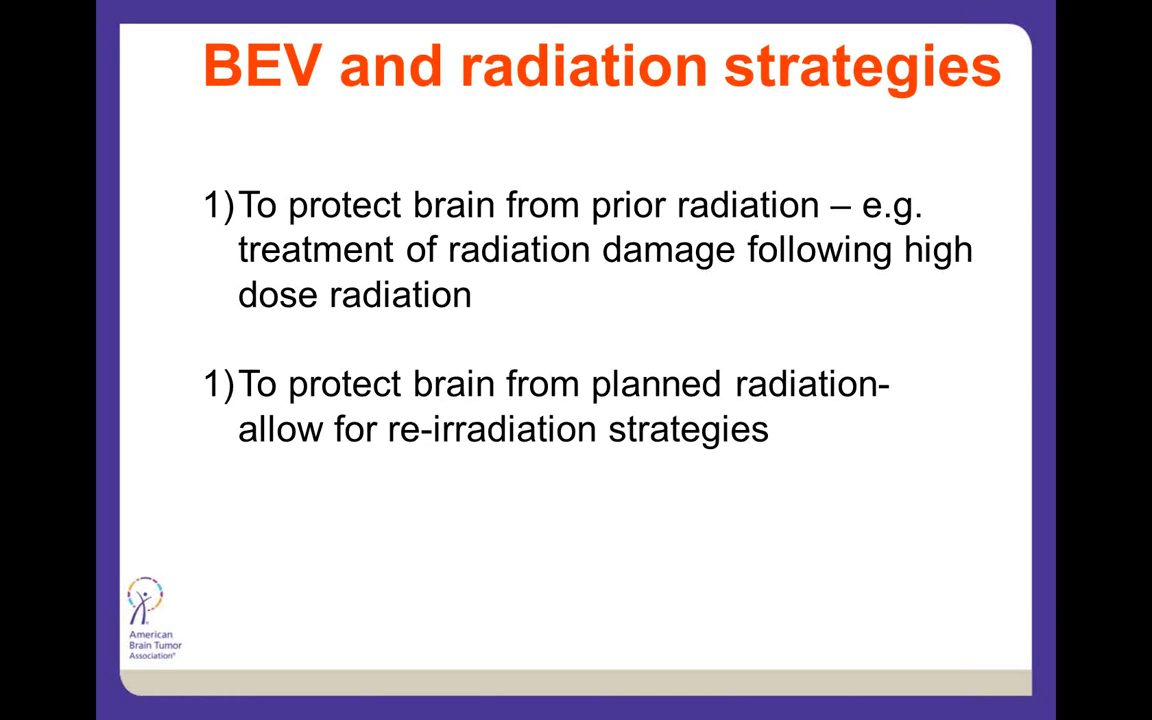 BEV and radiation strategies
1) To protect brain from prior radiation – e.g.
treatment of radiation damage following high
dose radiation
1) To protect brain from planned radiation-
allow for re-irradiation strategies
American
Brain Tumor
Association®